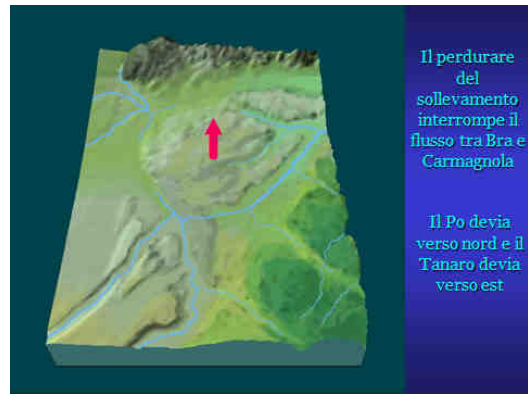 Il perdurare
del
sollevamento
interrompe il
flusso tra Bra e
Carmagnola
Il Po devia
verso nord e il
Tanaro devia
verso est